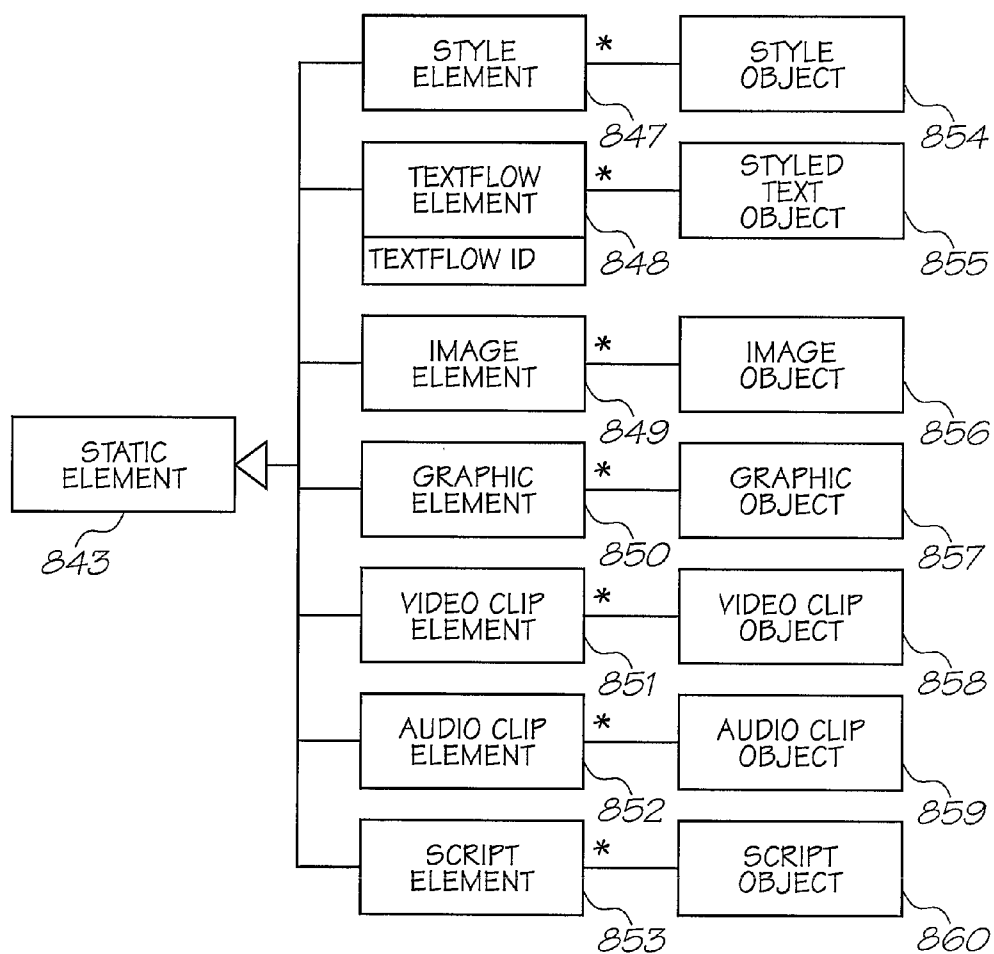 STYLE
ELEMENT
*
STYLE
OBJECT
847
854
TEXTFLOW
ELEMENT
*
STYLED
TEXT
OBJECT
TEXTFLOW ID
848
855
IMAGE
ELEMENT
*
IMAGE
OBJECT
849
856
STATIC
ELEMENT
843
GRAPHIC
ELEMENT
*
GRAPHIC
OBJECT
850
857
VIDEO CLIP
ELEMENT
*
VIDEO CLIP
OBJECT
851
858
AUDIO CLIP
ELEMENT
*
AUDIO CLIP
OBJECT
852
859
SCRIPT
ELEMENT
*
SCRIPT
OBJECT
853
860